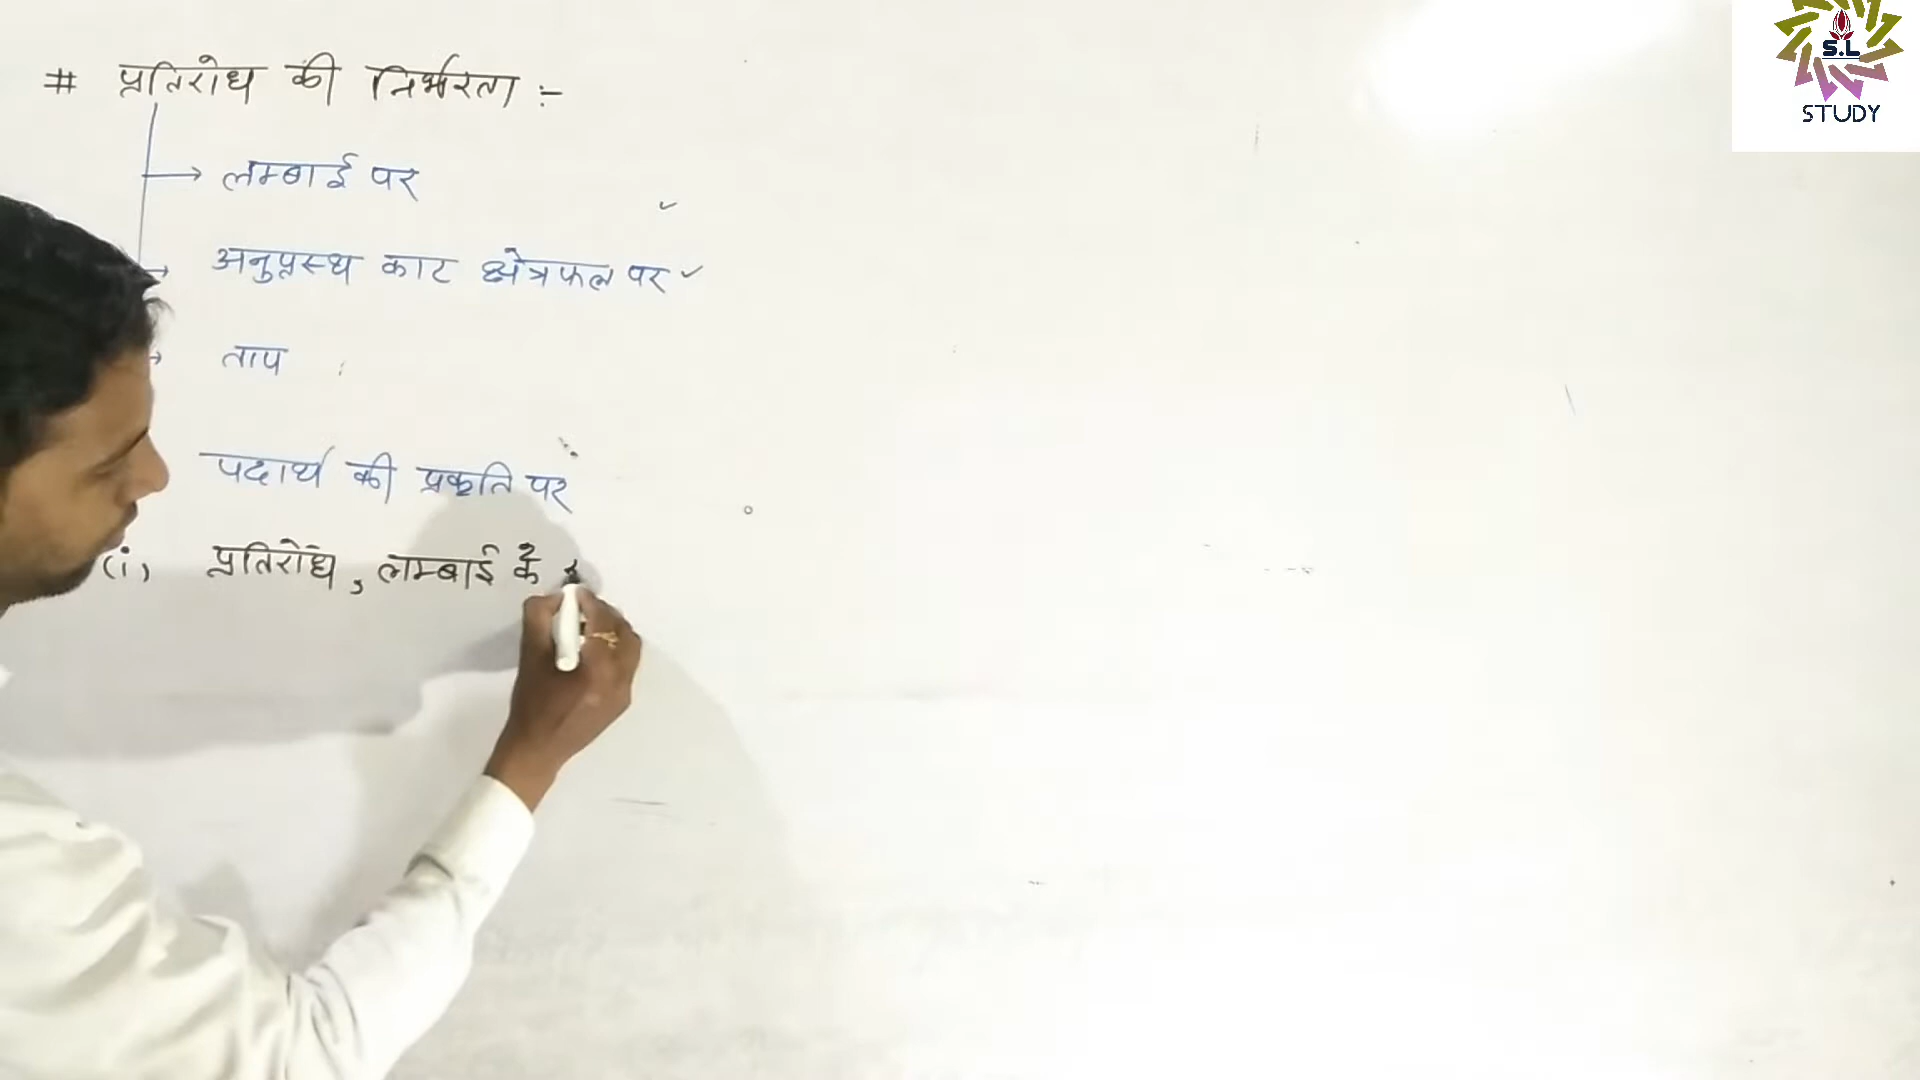 # प्रतिरोध की निर्भरता :-
→ लम्बाई पर
→ अनुप्रस्थ काट क्षेत्रफल पर ✓
→ ताप
पदार्थ की प्रकृति पर
(i) प्रतिरोध, लम्बाई के
S.L
STUDY